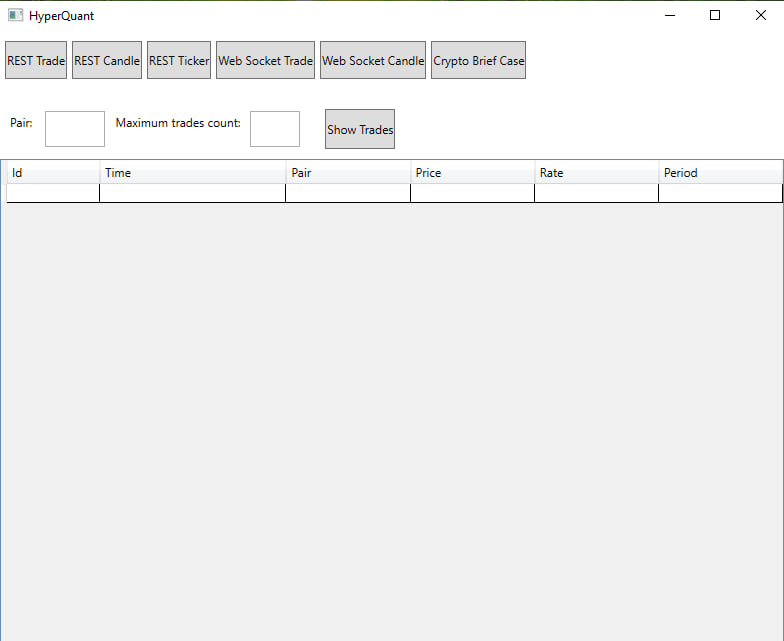 HyperQuant
REST Trade REST Candle REST Ticker Web Socket Trade Web Socket Candle Crypto Brief Case
Pair: Maximum trades count: Show Trades
Id Time Pair Price Rate Period